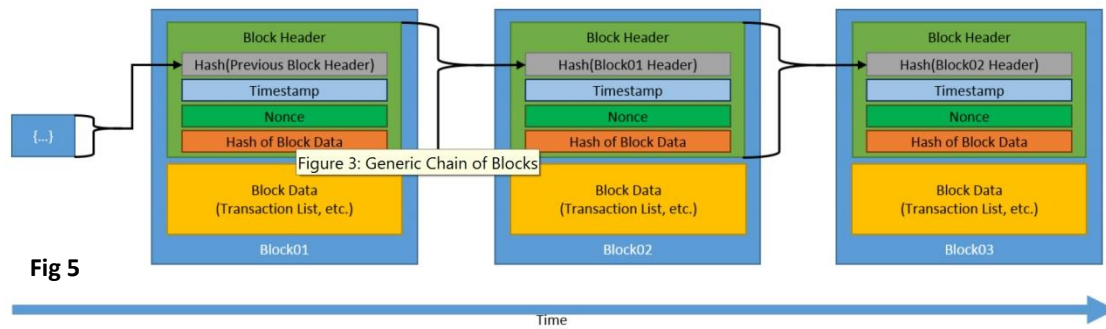 {...}
Block Header
Hash(Previous Block Header)
Timestamp
Nonce
Hash of Block Data
Figure 3: Generic Chain of Blocks
Block Data
(Transaction List, etc.)
Block01
Block Header
Hash(Block01 Header)
Timestamp
Nonce
Hash of Block Data
Block Data
(Transaction List, etc.)
Block02
Block Header
Hash(Block02 Header)
Timestamp
Nonce
Hash of Block Data
Block Data
(Transaction List, etc.)
Block03
Fig 5
Time